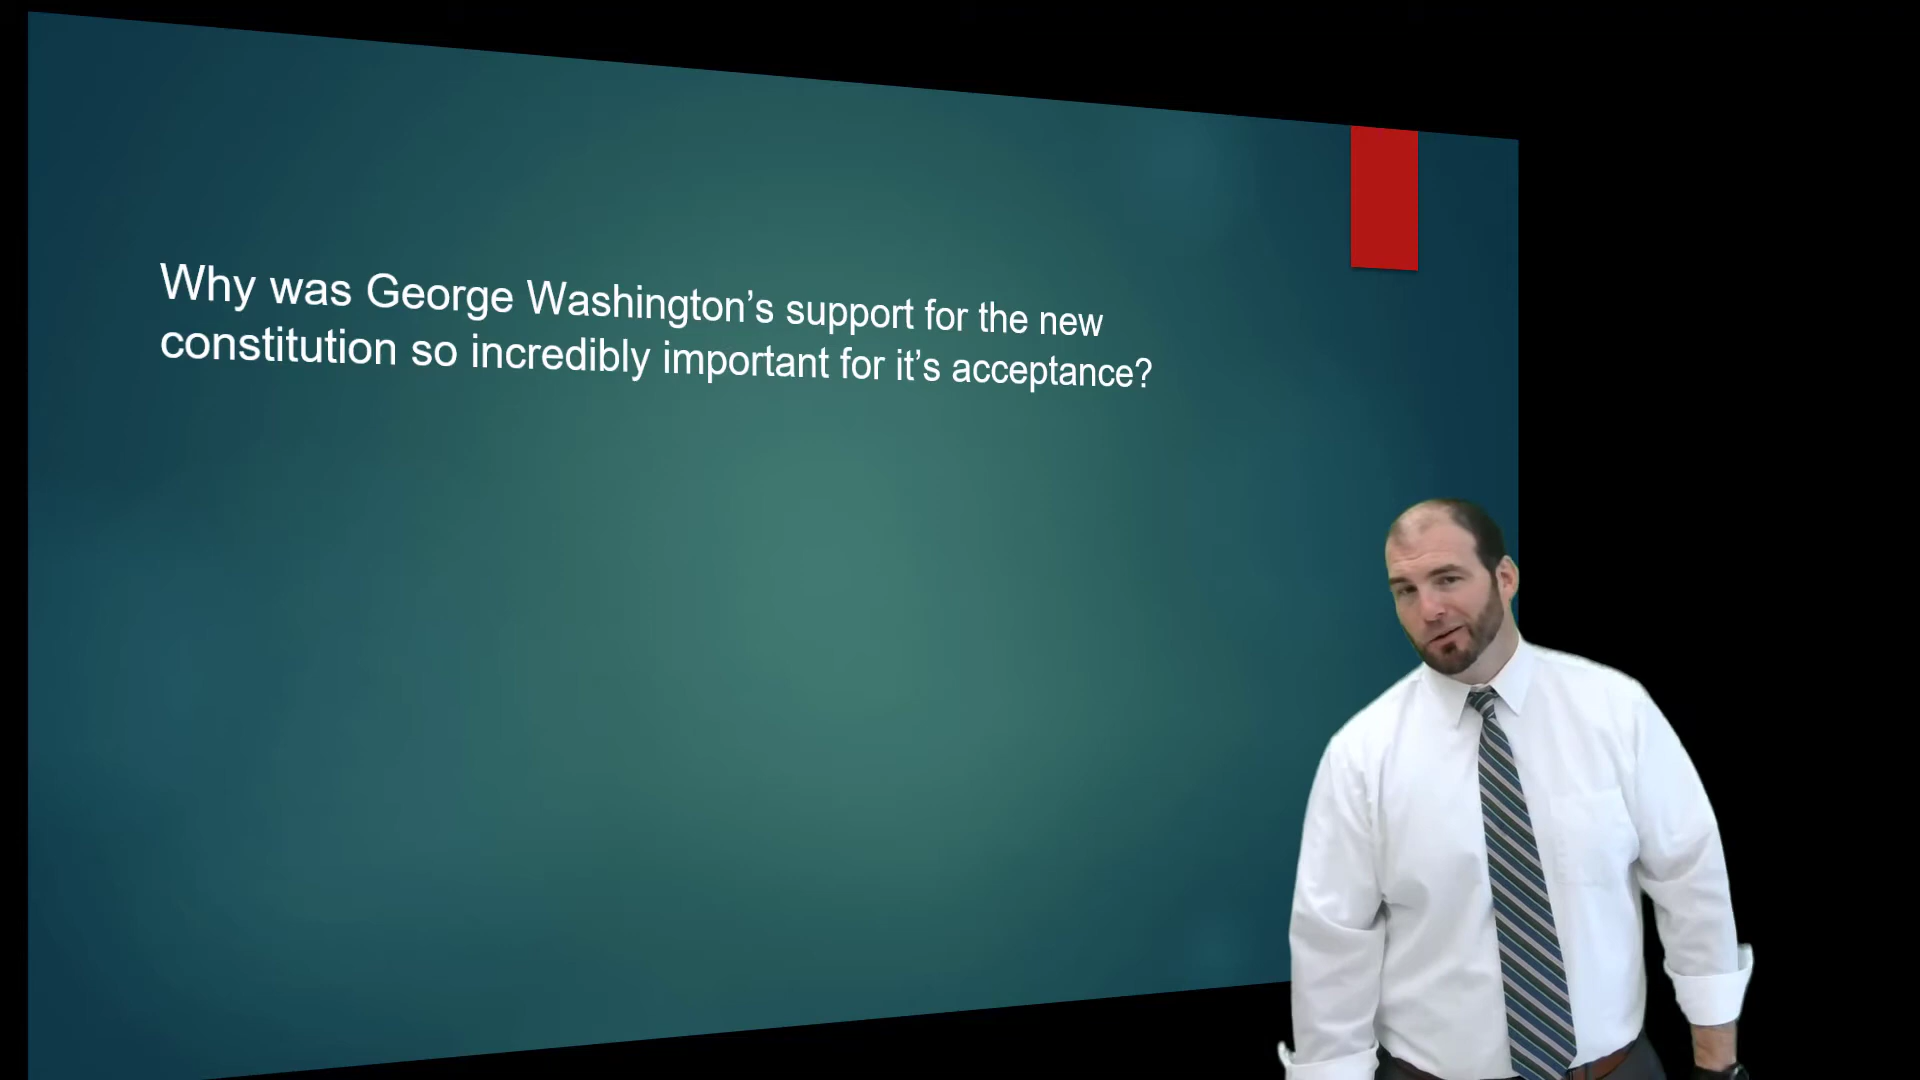 Why was George Washington’s support for the new
constitution so incredibly important for it’s acceptance?